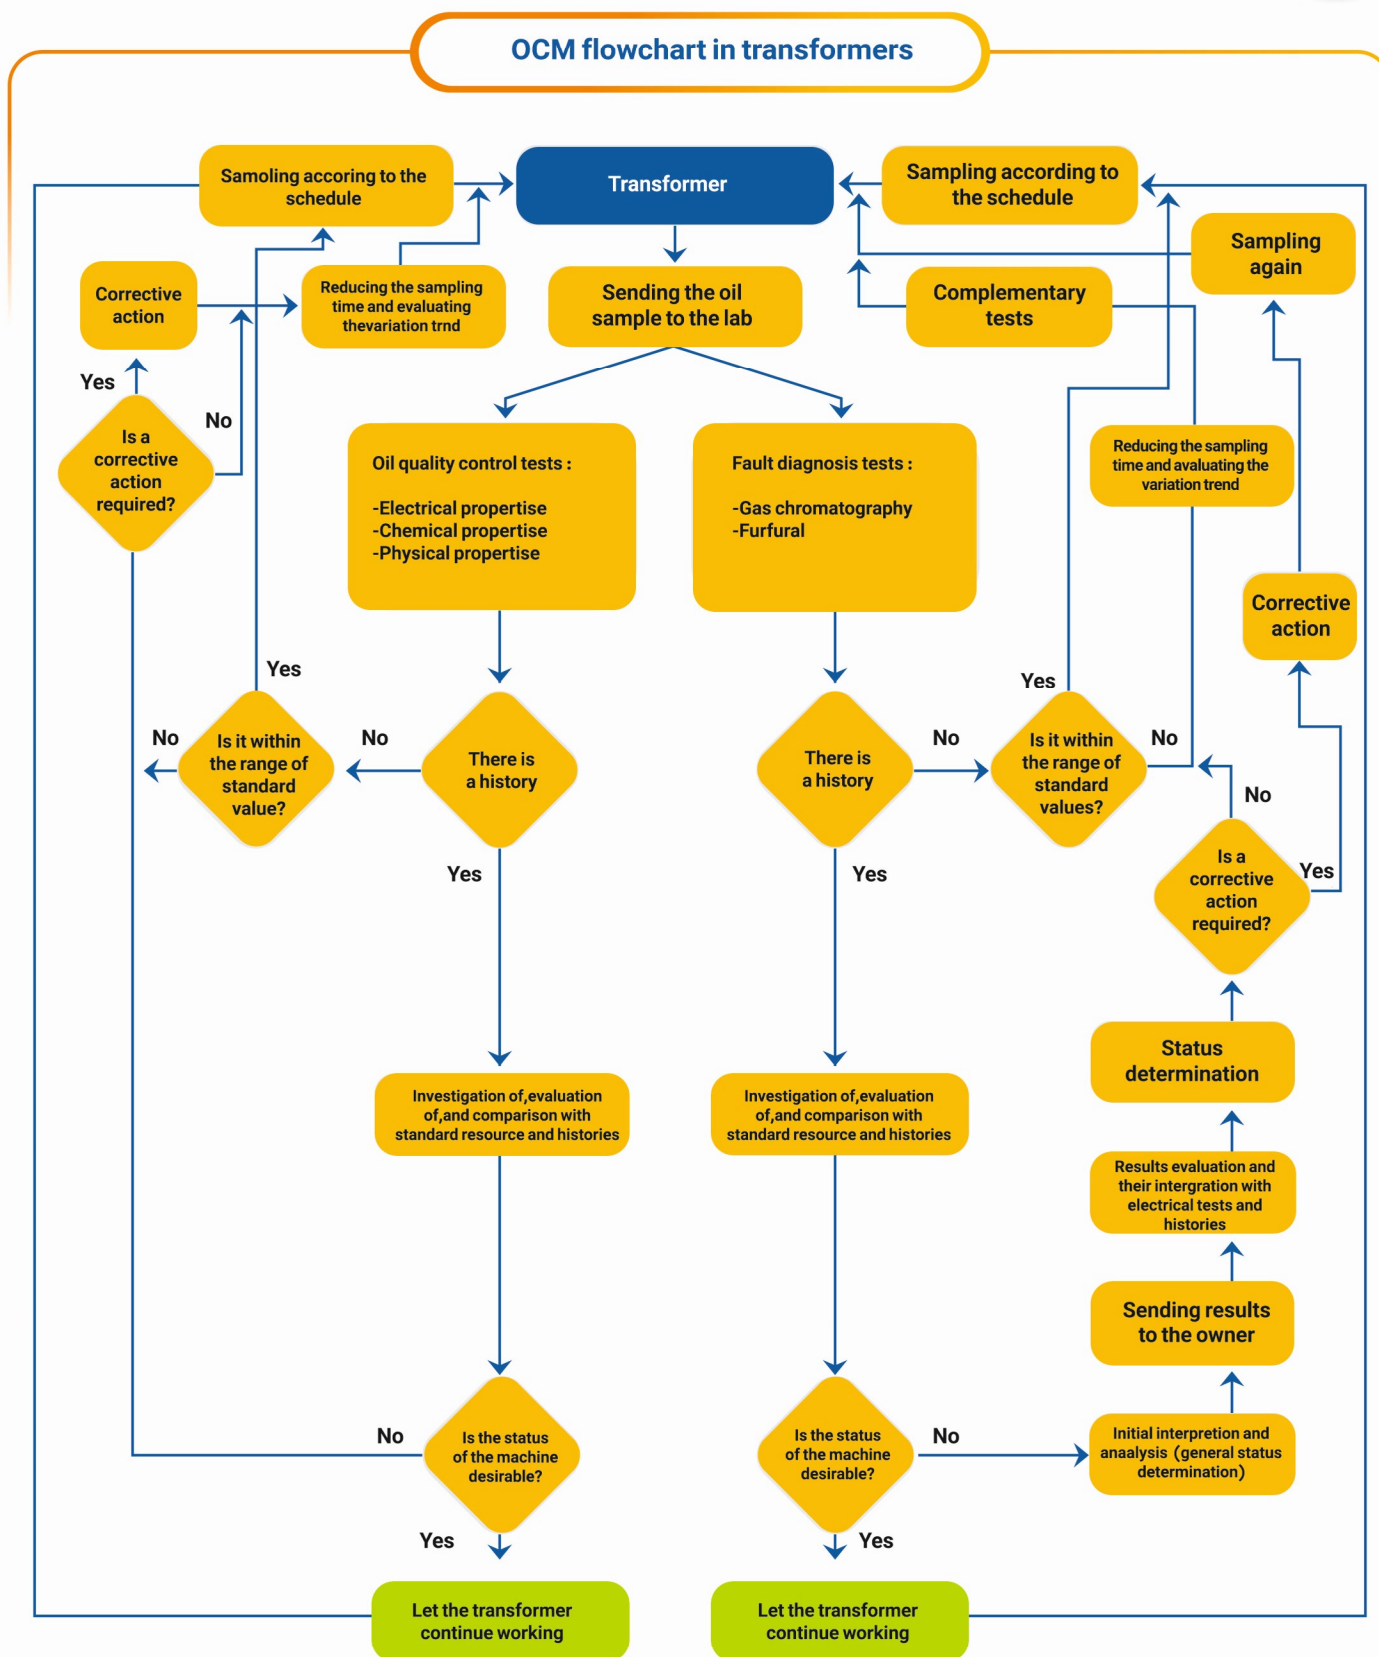 OCM flowchart in transformers
Samoling accoring to the
schedule
Transformer
Sampling according to
the schedule
Sampling
again
Corrective
action
Reducing the sampling
time and evaluating
thevariation trnd
Sending the oil
sample to the lab
Complementary
tests
Yes
No
Is a
corrective
action
required?
Oil quality control tests :
-Electrical propertise
-Chemical propertise
-Physical propertise
Fault diagnosis tests :
-Gas chromatography
-Furfural
Reducing the sampling
time and avaluating the
variation trend
Corrective
action
Yes
No
Is it within
the range of
standard
value?
No
There is
a history
There is
a history
No
Yes
Is it within
the range of
standard
values?
No
No
Yes
Yes
Is a
corrective
action
required?
Yes
Status
determination
Investigation of,evaluation
of,and comparison with
standard resource and histories
Investigation of,evaluation
of,and comparison with
standard resource and histories
Results evaluation and
their intergration with
electrical tests and
histories
Sending results
to the owner
No
Is the status
of the machine
desirable?
Is the status
of the machine
desirable?
No
Initial interpretion and
anaalysis (general status
determination)
Yes
Yes
Let the transformer
continue working
Let the transformer
continue working